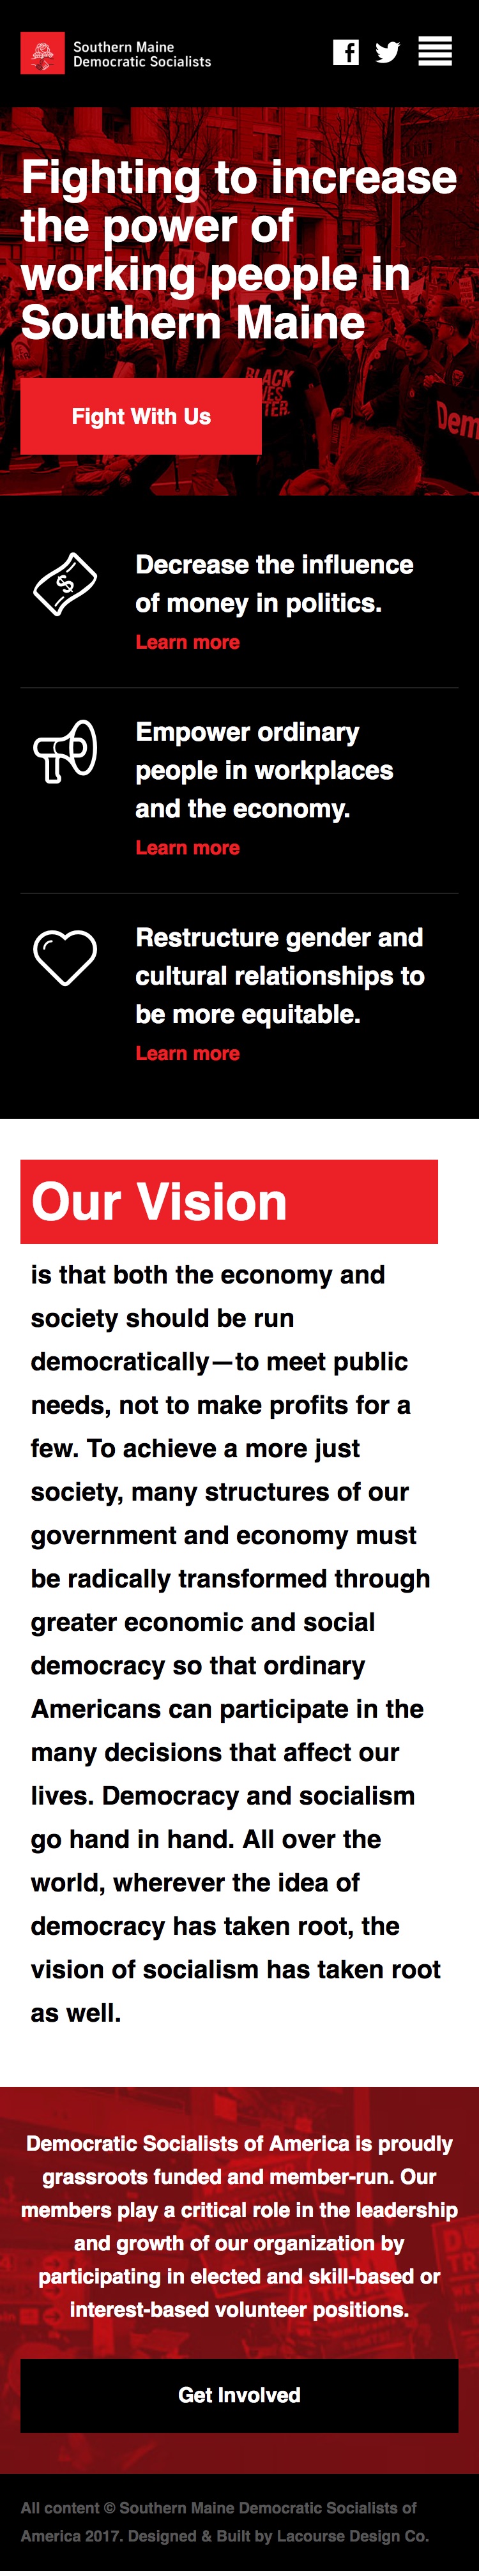 Southern Maine
Democratic Socialists
Fighting to increase
the power of
working people in
Southern Maine
BLACK
Dem
Fight With Us
Decrease the influence
of money in politics.
Learn more
Empower ordinary
people in workplaces
and the economy.
Learn more
Restructure gender and
cultural relationships to
be more equitable.
Learn more
Our Vision
is that both the economy and
society should be run
democratically—to meet public
needs, not to make profits for a
few. To achieve a more just
society, many structures of our
government and economy must
be radically transformed through
greater economic and social
democracy so that ordinary
Americans can participate in the
many decisions that affect our
lives. Democracy and socialism
go hand in hand. All over the
world, wherever the idea of
democracy has taken root, the
vision of socialism has taken root
as well.
Democratic Socialists of America is proudly
grassroots funded and member-run. Our
members play a critical role in the leadership
and growth of our organization by
participating in elected and skill-based or
interest-based volunteer positions.
Get Involved
All content © Southern Maine Democratic Socialists of
America 2017. Designed & Built by Lacourse Design Co.